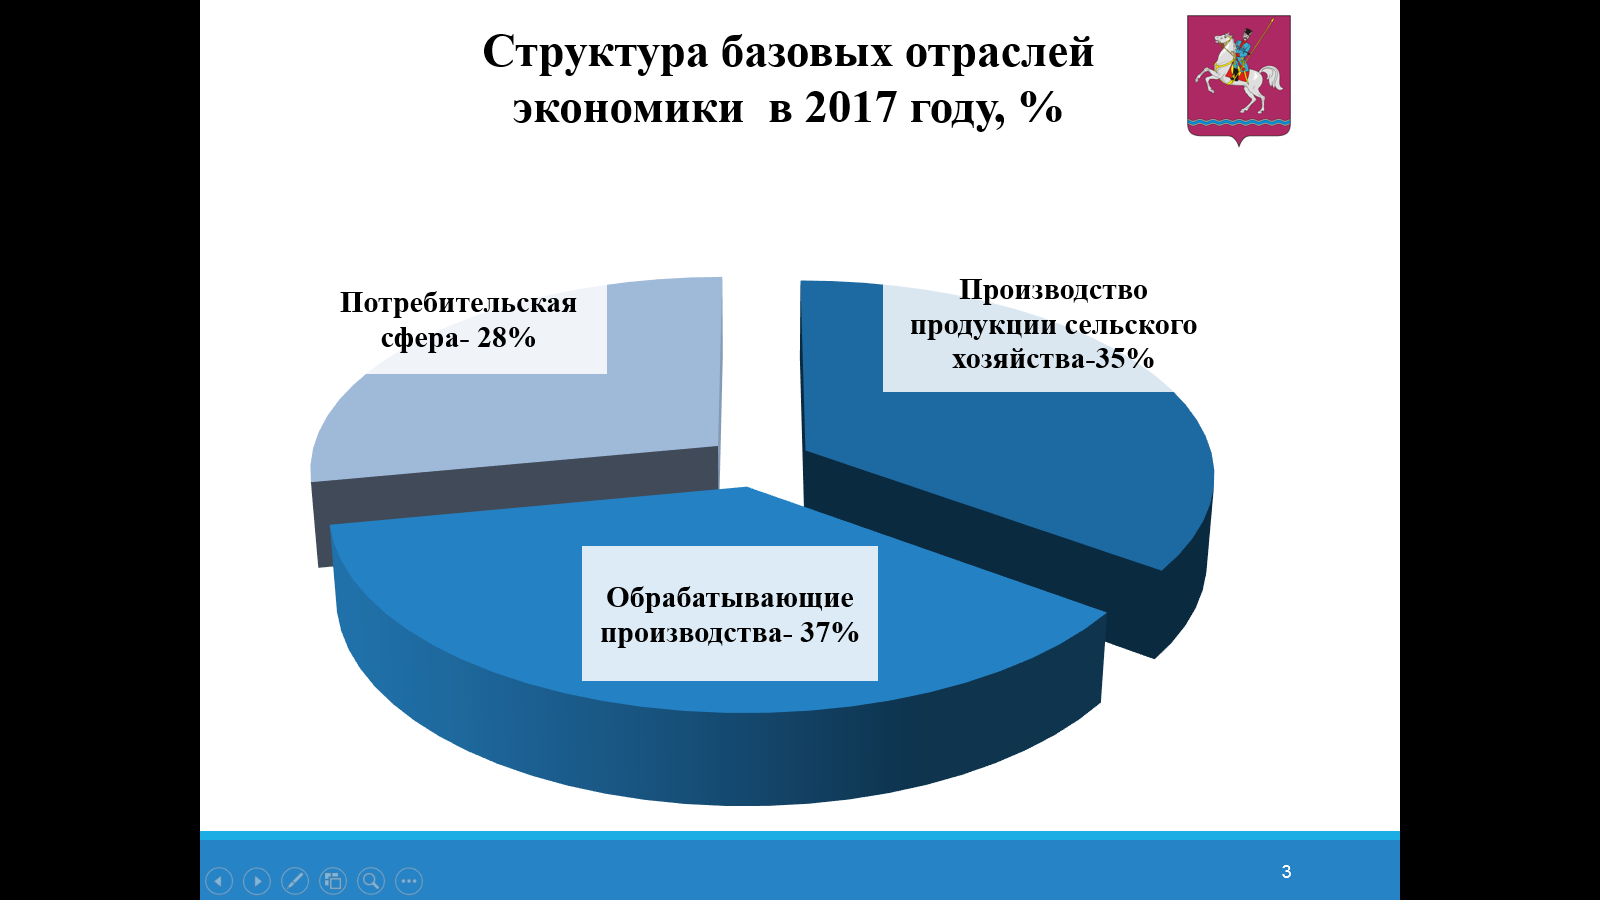 Структура базовых отраслей
экономики  в 2017 году, %
Потребительская
сфера- 28%
Производство
продукции сельского
хозяйства-35%
Обрабатывающие
производства- 37%
3